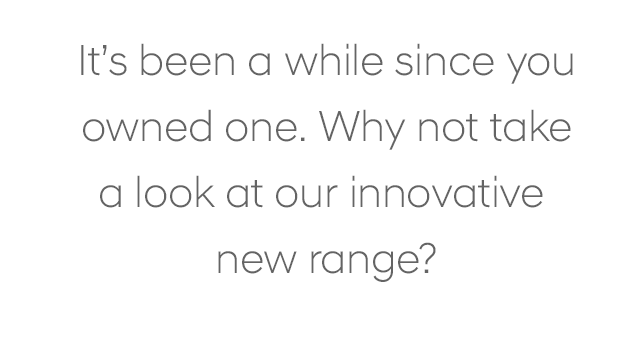 It’s been a while since you
owned one. Why not take
a look at our innovative
new range?